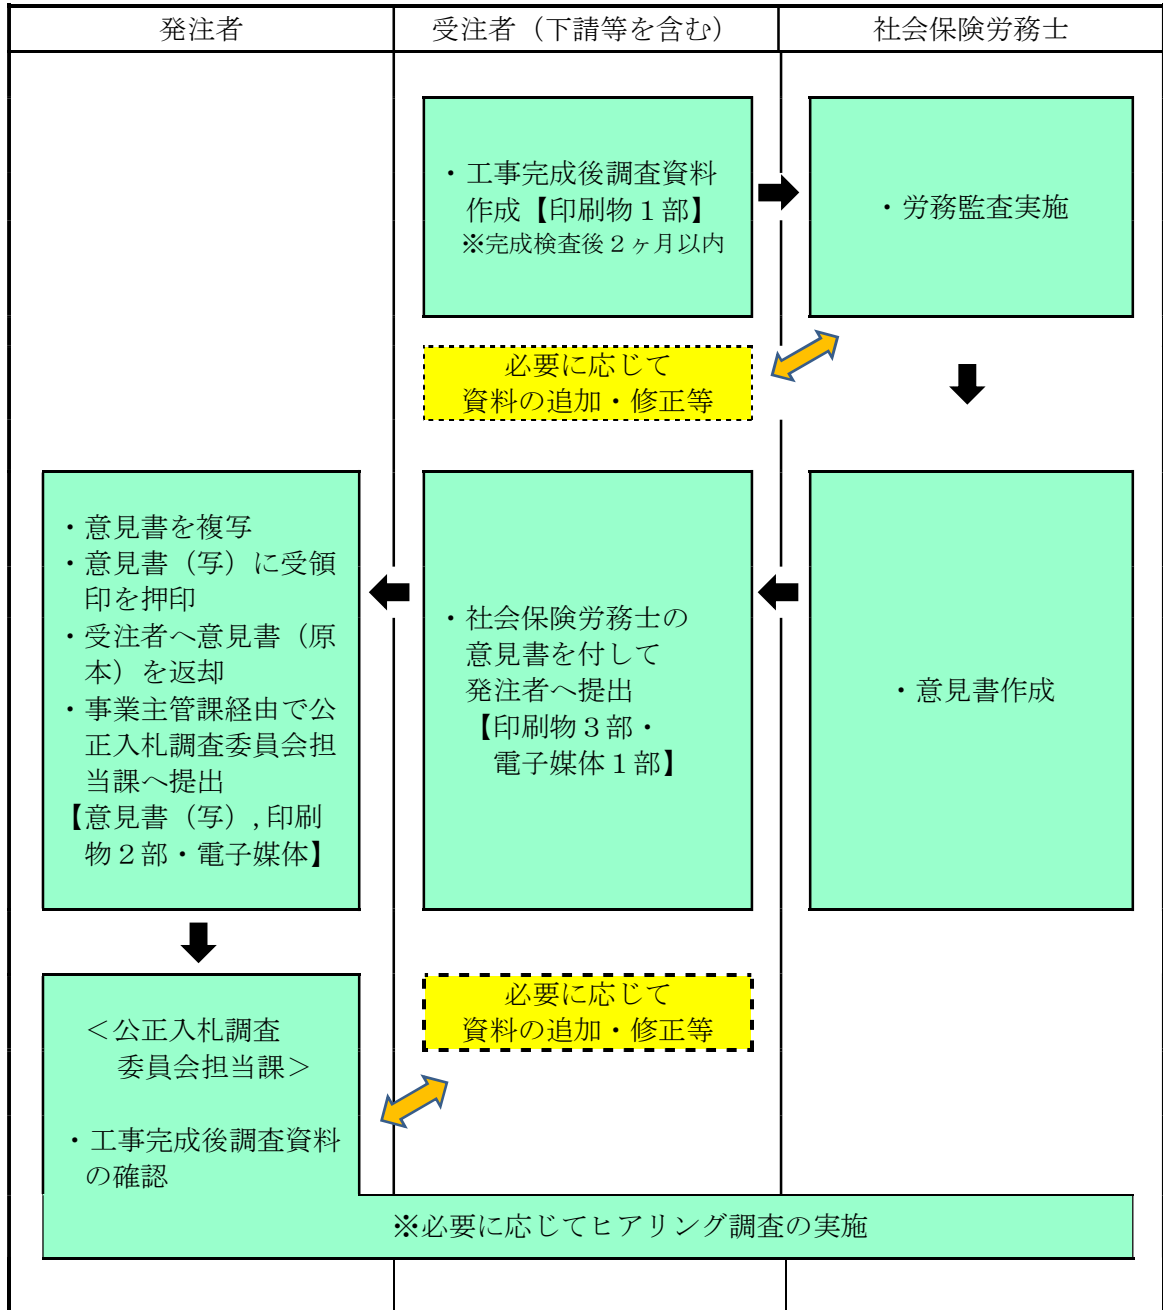 発注者
受注者（下請等を含む）
社会保険労務士
・工事完成後調査資料
作成【印刷物１部】
※完成検査後２ヶ月以内
・労務監査実施
必要に応じて
資料の追加・修正等
・意見書を複写
・意見書（写）に受領
印を押印
・受注者へ意見書（原
本）を返却
・事業主管課経由で公
正入札調査委員会担
当課へ提出
【意見書（写）,印刷
物２部・電子媒体】
・社会保険労務士の
意見書を付して
発注者へ提出
【印刷物３部・
電子媒体１部】
・意見書作成
＜公正入札調査
委員会担当課＞
・工事完成後調査資料
の確認
必要に応じて
資料の追加・修正等
※必要に応じてヒアリング調査の実施